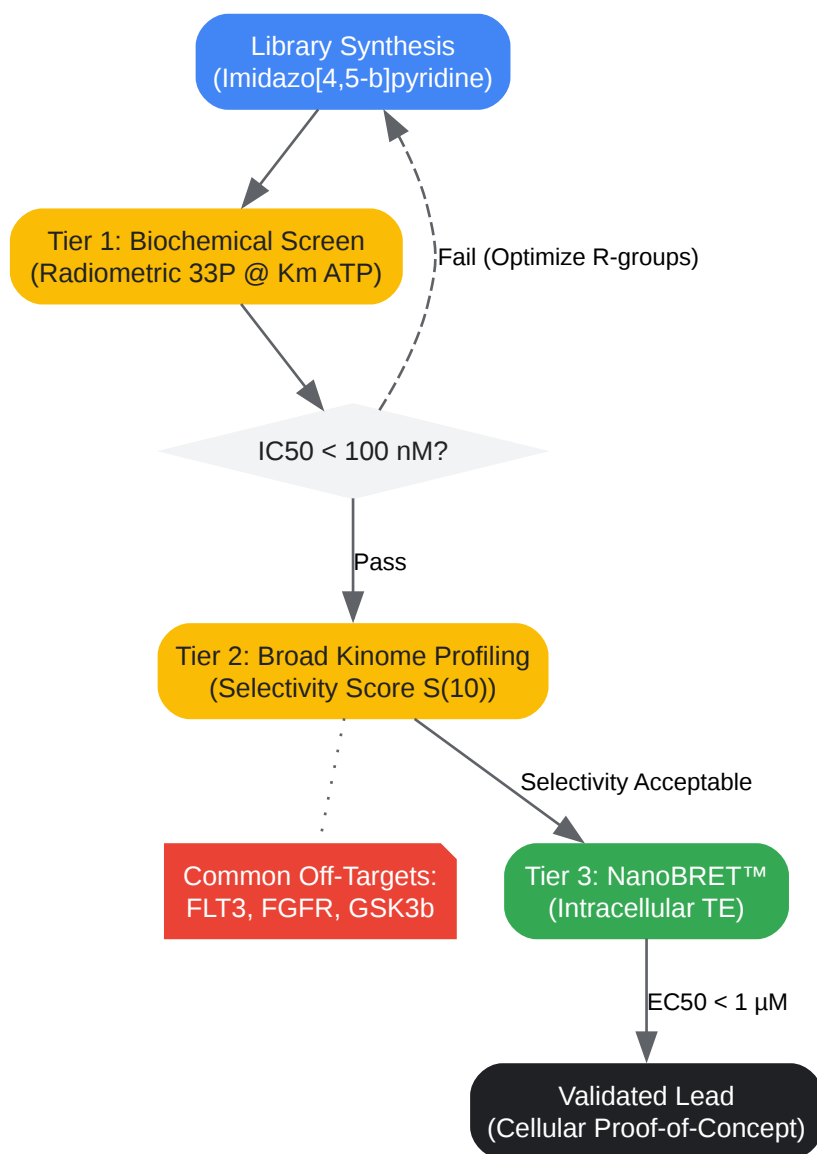 Library Synthesis
(Imidazo[4,5-b]pyridine)
Tier 1: Biochemical Screen
(Radiometric 33P @ Km ATP)
Fail (Optimize R-groups)
IC50 < 100 nM?
Pass
Tier 2: Broad Kinome Profiling
(Selectivity Score S(10))
Selectivity Acceptable
Common Off-Targets:
FLT3, FGFR, GSK3b
Tier 3: NanoBRET™
(Intracellular TE)
EC50 < 1 µM
Validated Lead
(Cellular Proof-of-Concept)